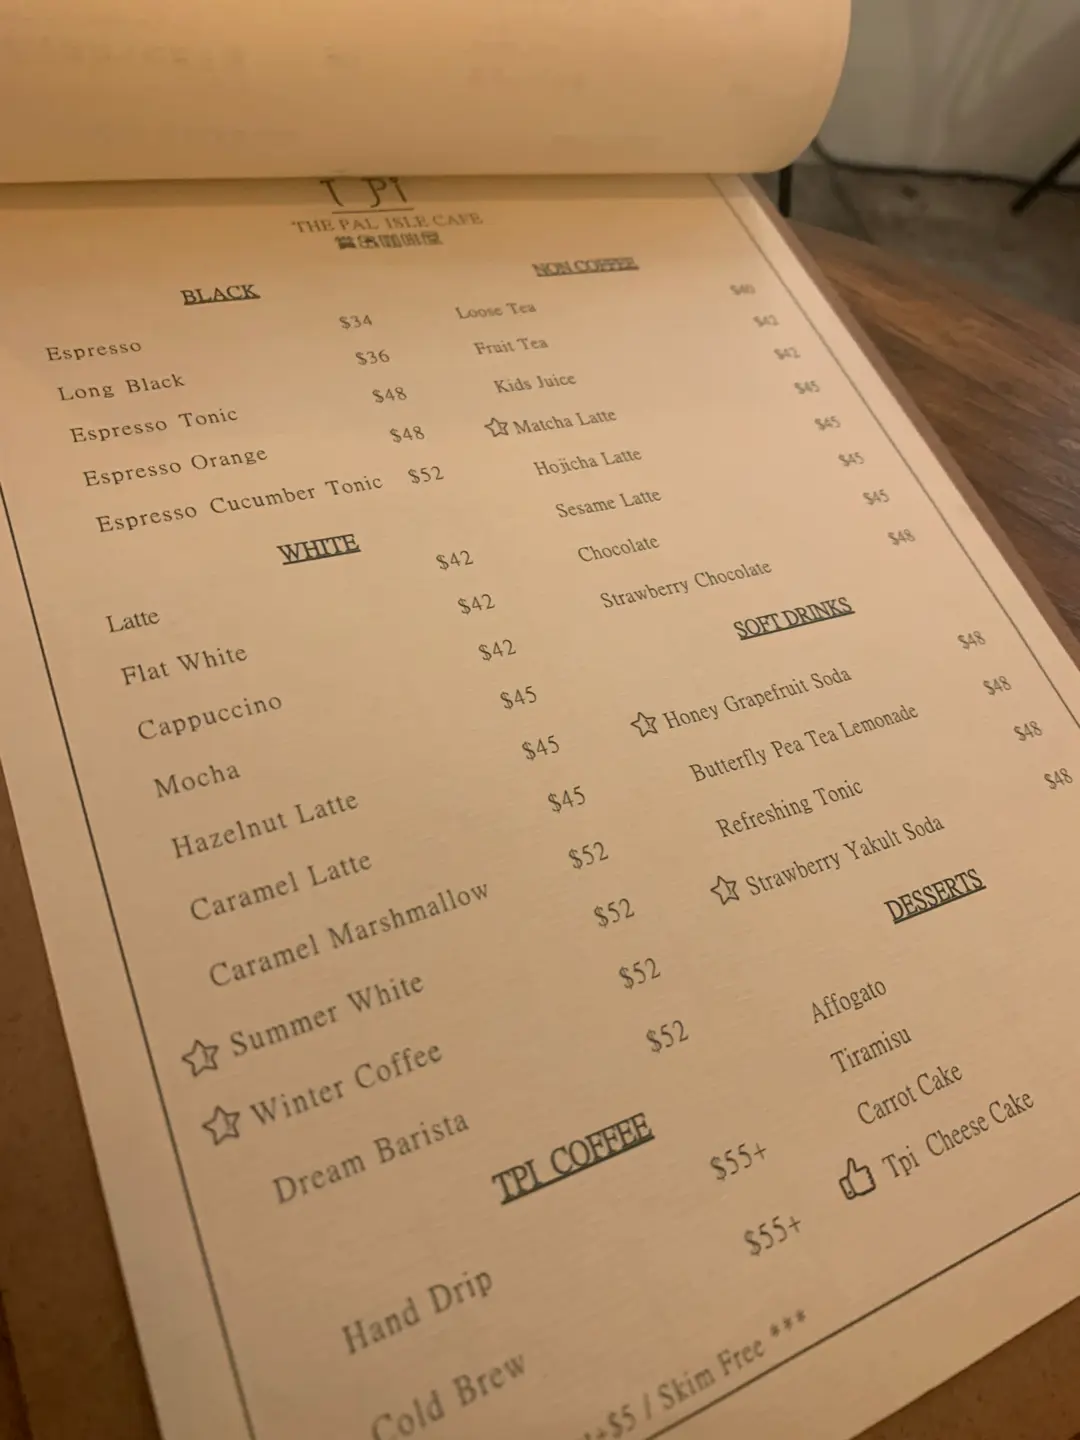 THE PAL ISLE CAFE
BLACK
Espresso $34
Long Black $36
Espresso Tonic $48
Espresso Orange $48
Espresso Cucumber Tonic $52
WHITE
Latte $42
Flat White $42
Cappuccino $42
Mocha $45
Hazelnut Latte $45
Caramel Latte $45
Caramel Marshmallow $52
Summer White $52
Winter Coffee $52
Dream Barista $52
TPI COFFEE
Hand Drip $55+
Cold Brew $55+
NON COFFEE
Loose Tea $40
Fruit Tea $42
Kids Juice $42
Matcha Latte $45
Hojicha Latte $45
Sesame Latte $45
Chocolate $45
Strawberry Chocolate $48
SOFT DRINKS
Honey Grapefruit Soda $48
Butterfly Pea Tea Lemonade $48
Refreshing Tonic $48
Strawberry Yakult Soda $48
DESSERTS
Affogato
Tiramisu
Carrot Cake
Tpi Cheese Cake
+$5 / Skim Free ***